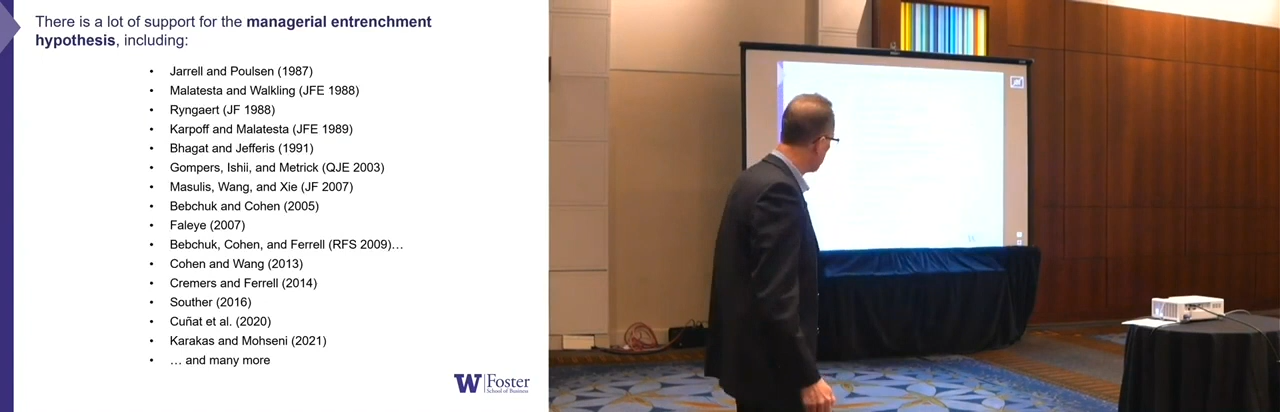 There is a lot of support for the managerial entrenchment
hypothesis, including:
• Jarrell and Poulsen (1987)
• Malatesta and Walkling (JFE 1988)
• Ryngaert (JF 1988)
• Karpoff and Malatesta (JFE 1989)
• Bhagat and Jefferis (1991)
• Gompers, Ishii, and Metrick (QJE 2003)
• Masulis, Wang, and Xie (JF 2007)
• Bebchuk and Cohen (2005)
• Faleye (2007)
• Bebchuk, Cohen, and Ferrell (RFS 2009)…
• Cohen and Wang (2013)
• Cremers and Ferrell (2014)
• Souther (2016)
• Cuñat et al. (2020)
• Karakas and Mohseni (2021)
• … and many more
W Foster
School of Business